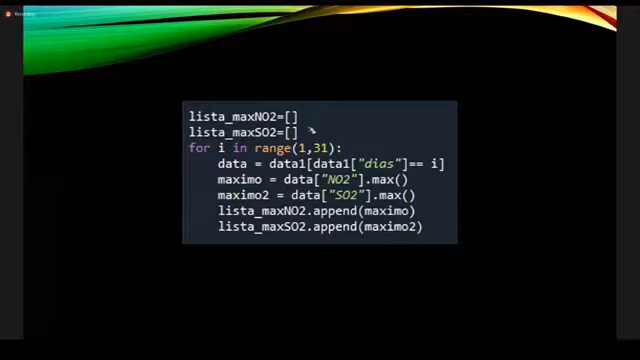 Recording
lista_maxNO2=[]
lista_maxSO2=[]
for i in range(1,31):
    data = data1[data1["dias"]== i]
    maximo = data["NO2"].max()
    maximo2 = data["SO2"].max()
    lista_maxNO2.append(maximo)
    lista_maxSO2.append(maximo2)